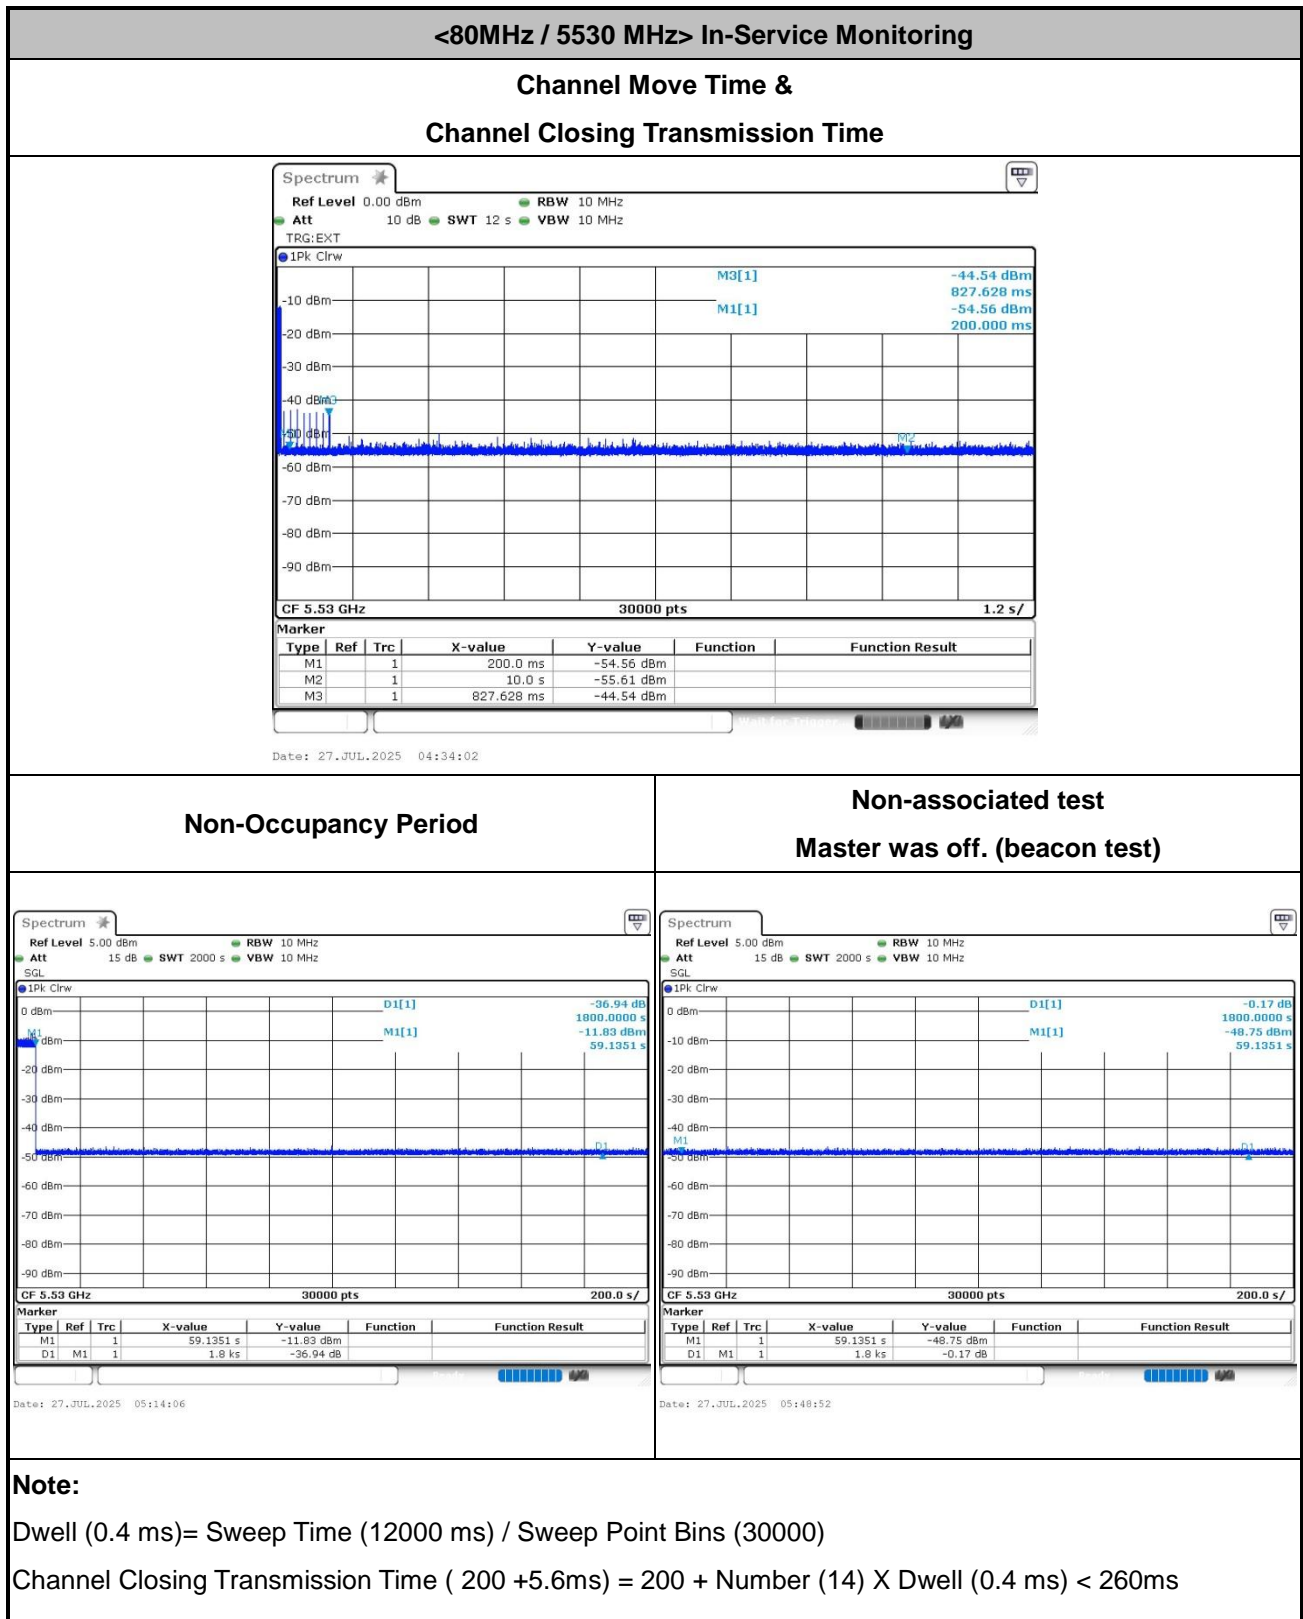 <80MHz / 5530 MHz> In-Service Monitoring
Channel Move Time &
Channel Closing Transmission Time
Spectrum
Ref Level 0.00 dBm RBW 10 MHz
Att 10 dB SWT 12 s VBW 10 MHz
TRG:EXT
1Pk Clrw
M3[1] -44.54 dBm
827.628 ms
-10 dBm
M1[1] -54.56 dBm
200.000 ms
-20 dBm
-30 dBm
-40 dBm M3
-50 dBm
M2
-60 dBm
-70 dBm
-80 dBm
-90 dBm
CF 5.53 GHz 30000 pts 1.2 s/
Marker
Type Ref Trc X-value Y-value Function Function Result
M1 1 200.0 ms -54.56 dBm
M2 1 10.0 s -55.61 dBm
M3 1 827.628 ms -44.54 dBm
Wait for Trigger
Date: 27.JUL.2025 04:34:02
Non-Occupancy Period
Non-associated test
Master was off. (beacon test)
Spectrum
Ref Level 5.00 dBm RBW 10 MHz
Att 15 dB SWT 2000 s VBW 10 MHz
SGL
1Pk Clrw
D1[1] -36.94 dB
1800.0000 s
0 dBm
M1[1] -11.83 dBm
59.1351 s
M1
dBm
-20 dBm
-30 dBm
-40 dBm
D1
-50 dBm
-60 dBm
-70 dBm
-80 dBm
-90 dBm
CF 5.53 GHz 30000 pts 200.0 s/
Marker
Type Ref Trc X-value Y-value Function Function Result
M1 1 59.1351 s -11.83 dBm
D1 M1 1 1.8 ks -36.94 dB
Date: 27.JUL.2025 05:14:06
Spectrum
Ref Level 5.00 dBm RBW 10 MHz
Att 15 dB SWT 2000 s VBW 10 MHz
SGL
1Pk Clrw
D1[1] -0.17 dB
1800.0000 s
0 dBm
M1[1] -48.75 dBm
59.1351 s
-10 dBm
-20 dBm
-30 dBm
-40 dBm
M1 D1
-50 dBm
-60 dBm
-70 dBm
-80 dBm
-90 dBm
CF 5.53 GHz 30000 pts 200.0 s/
Marker
Type Ref Trc X-value Y-value Function Function Result
M1 1 59.1351 s -48.75 dBm
D1 M1 1 1.8 ks -0.17 dB
Date: 27.JUL.2025 05:48:52
Note:
Dwell (0.4 ms)= Sweep Time (12000 ms) / Sweep Point Bins (30000)
Channel Closing Transmission Time ( 200 +5.6ms) = 200 + Number (14) X Dwell (0.4 ms) < 260ms